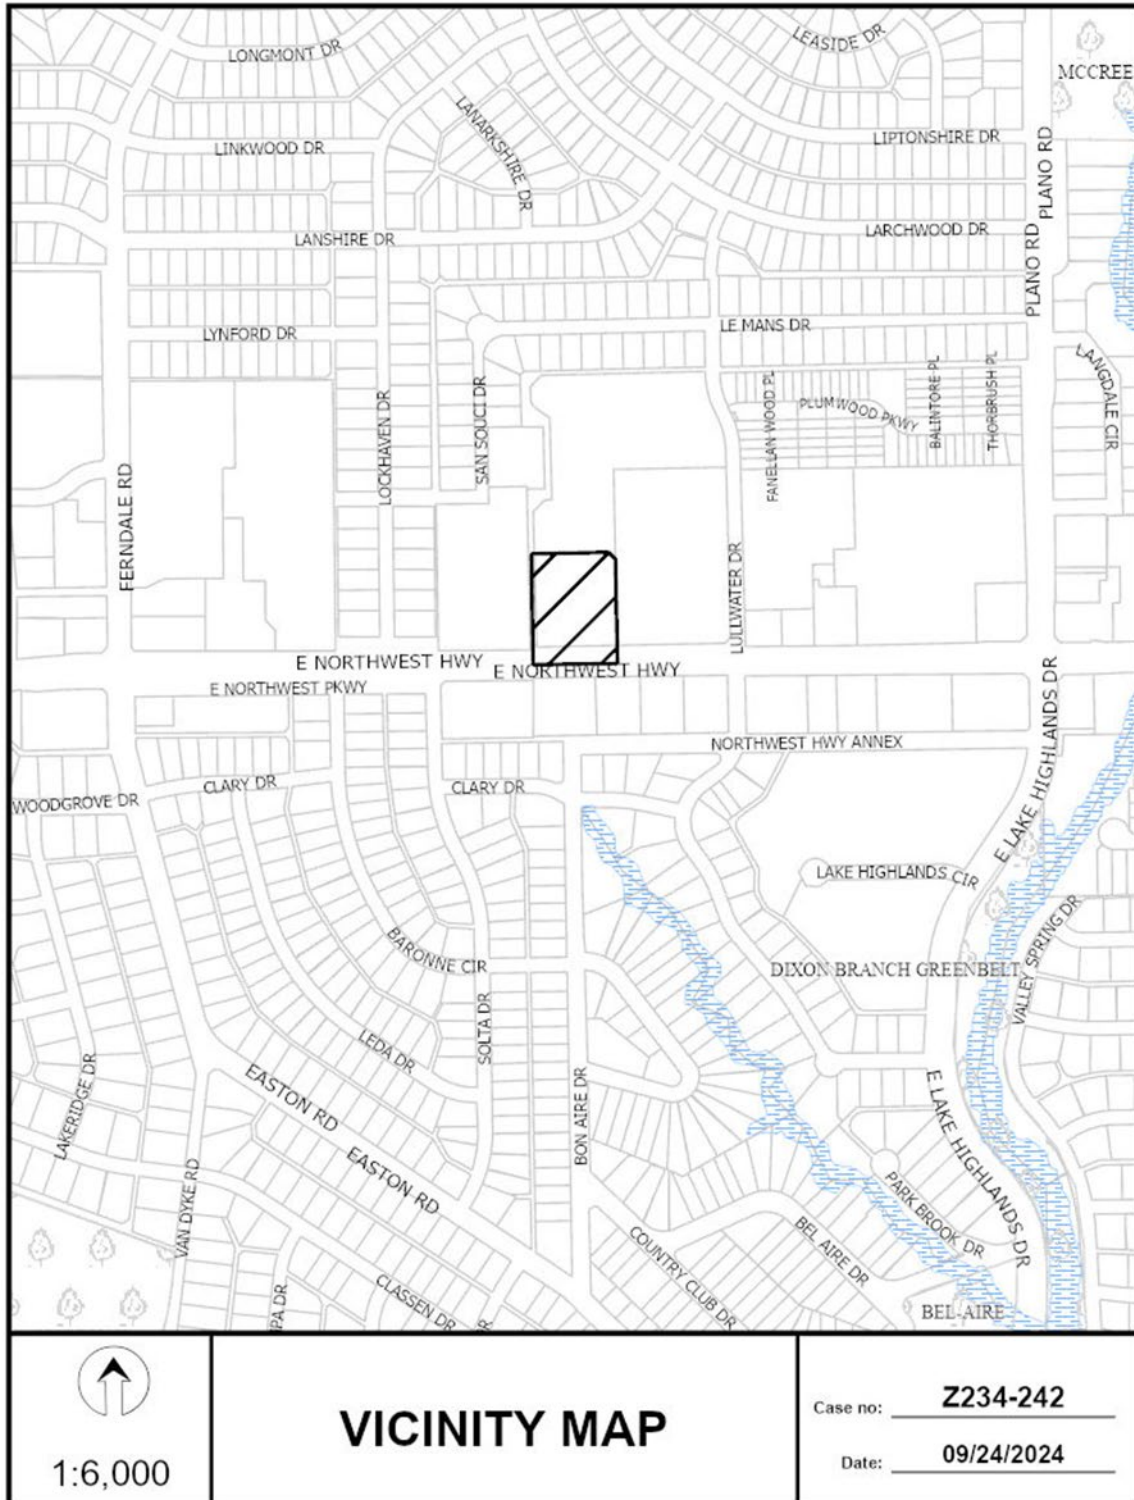 LONGMONT DR
LEASIDE DR
MCCREE
LANARKSHIRE DR
LINKWOOD DR
LIPTONSHIRE DR
PLANO RD
LANSHIRE DR
LARCHWOOD DR
PLANO RD
LYNFORD DR
LE MANS DR
LANGDALE CIR
FANELLAN WOOD PL
PLUMWOOD PKWY
BALINTORE PL
THORBRUSH PL
LOCKHAVEN DR
SAN SOUCI DR
FERNDALE RD
LULLWATER DR
E NORTHWEST HWY
E NORTHWEST HWY
E NORTHWEST PKWY
NORTHWEST HWY ANNEX
E LAKE HIGHLANDS DR
WOODGROVE DR
CLARY DR
CLARY DR
LAKE HIGHLANDS CIR
BARONNE CIR
DIXON BRANCH GREENBELT
VALLEY SPRING DR
SOLTA DR
LEDA DR
LAKERIDGE DR
EASTON RD
BON AIRE DR
E LAKE HIGHLANDS DR
EASTON RD
VAN DYKE RD
PARK BROOK DR
BEL AIRE DR
COUNTRY CLUB DR
CLASSEN DR
PA DR
R
BEL-AIRE
1:6,000
VICINITY MAP
Case no: Z234-242
Date: 09/24/2024